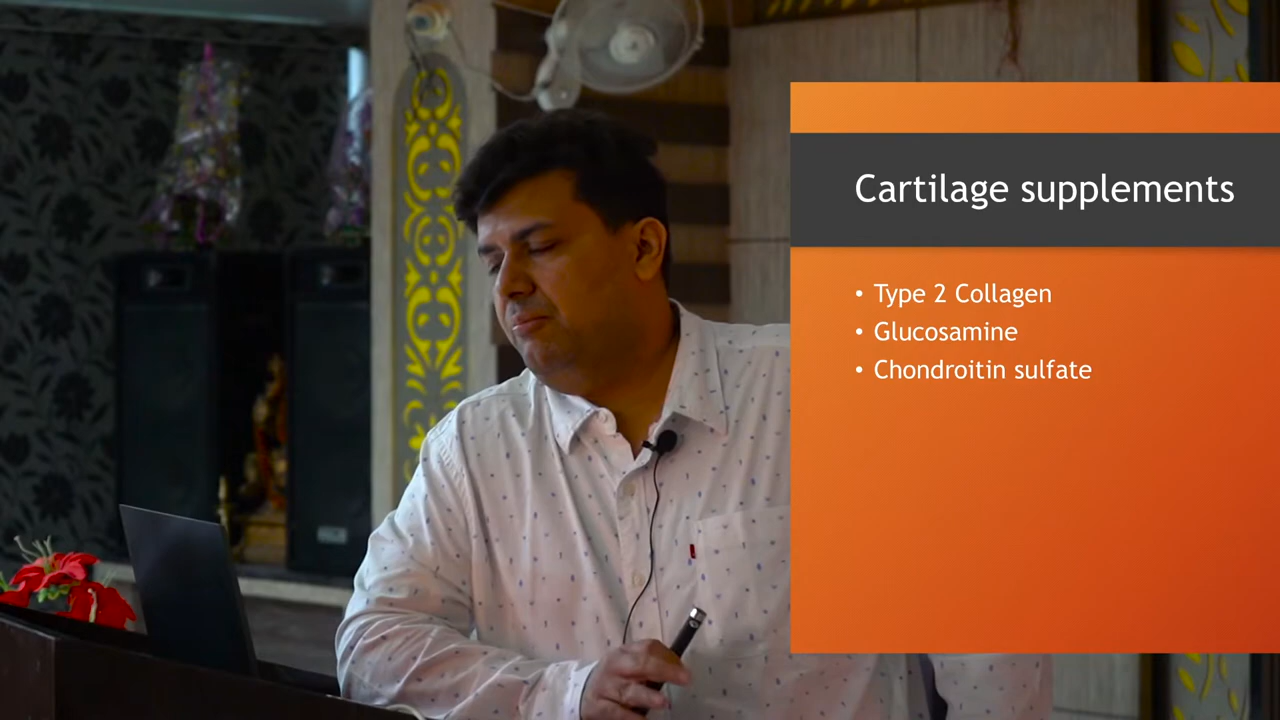 Cartilage supplements
• Type 2 Collagen
• Glucosamine
• Chondroitin sulfate